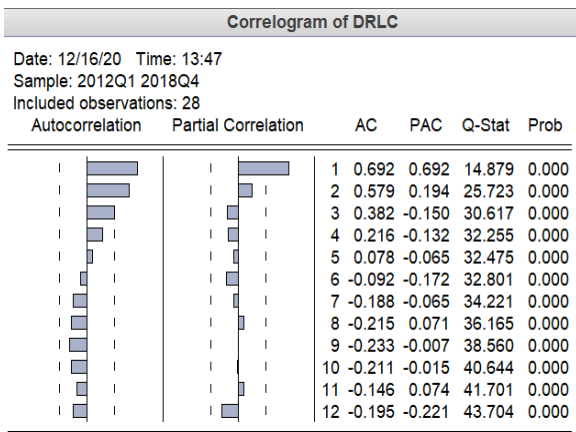 Correlogram of DRLC
Date: 12/16/20 Time: 13:47
Sample: 2012Q1 2018Q4
Included observations: 28
Autocorrelation Partial Correlation AC PAC Q-Stat Prob
1 0.692 0.692 14.879 0.000
2 0.579 0.194 25.723 0.000
3 0.382 -0.150 30.617 0.000
4 0.216 -0.132 32.255 0.000
5 0.078 -0.065 32.475 0.000
6 -0.092 -0.172 32.801 0.000
7 -0.188 -0.065 34.221 0.000
8 -0.215 0.071 36.165 0.000
9 -0.233 -0.007 38.560 0.000
10 -0.211 -0.015 40.644 0.000
11 -0.146 0.074 41.701 0.000
12 -0.195 -0.221 43.704 0.000